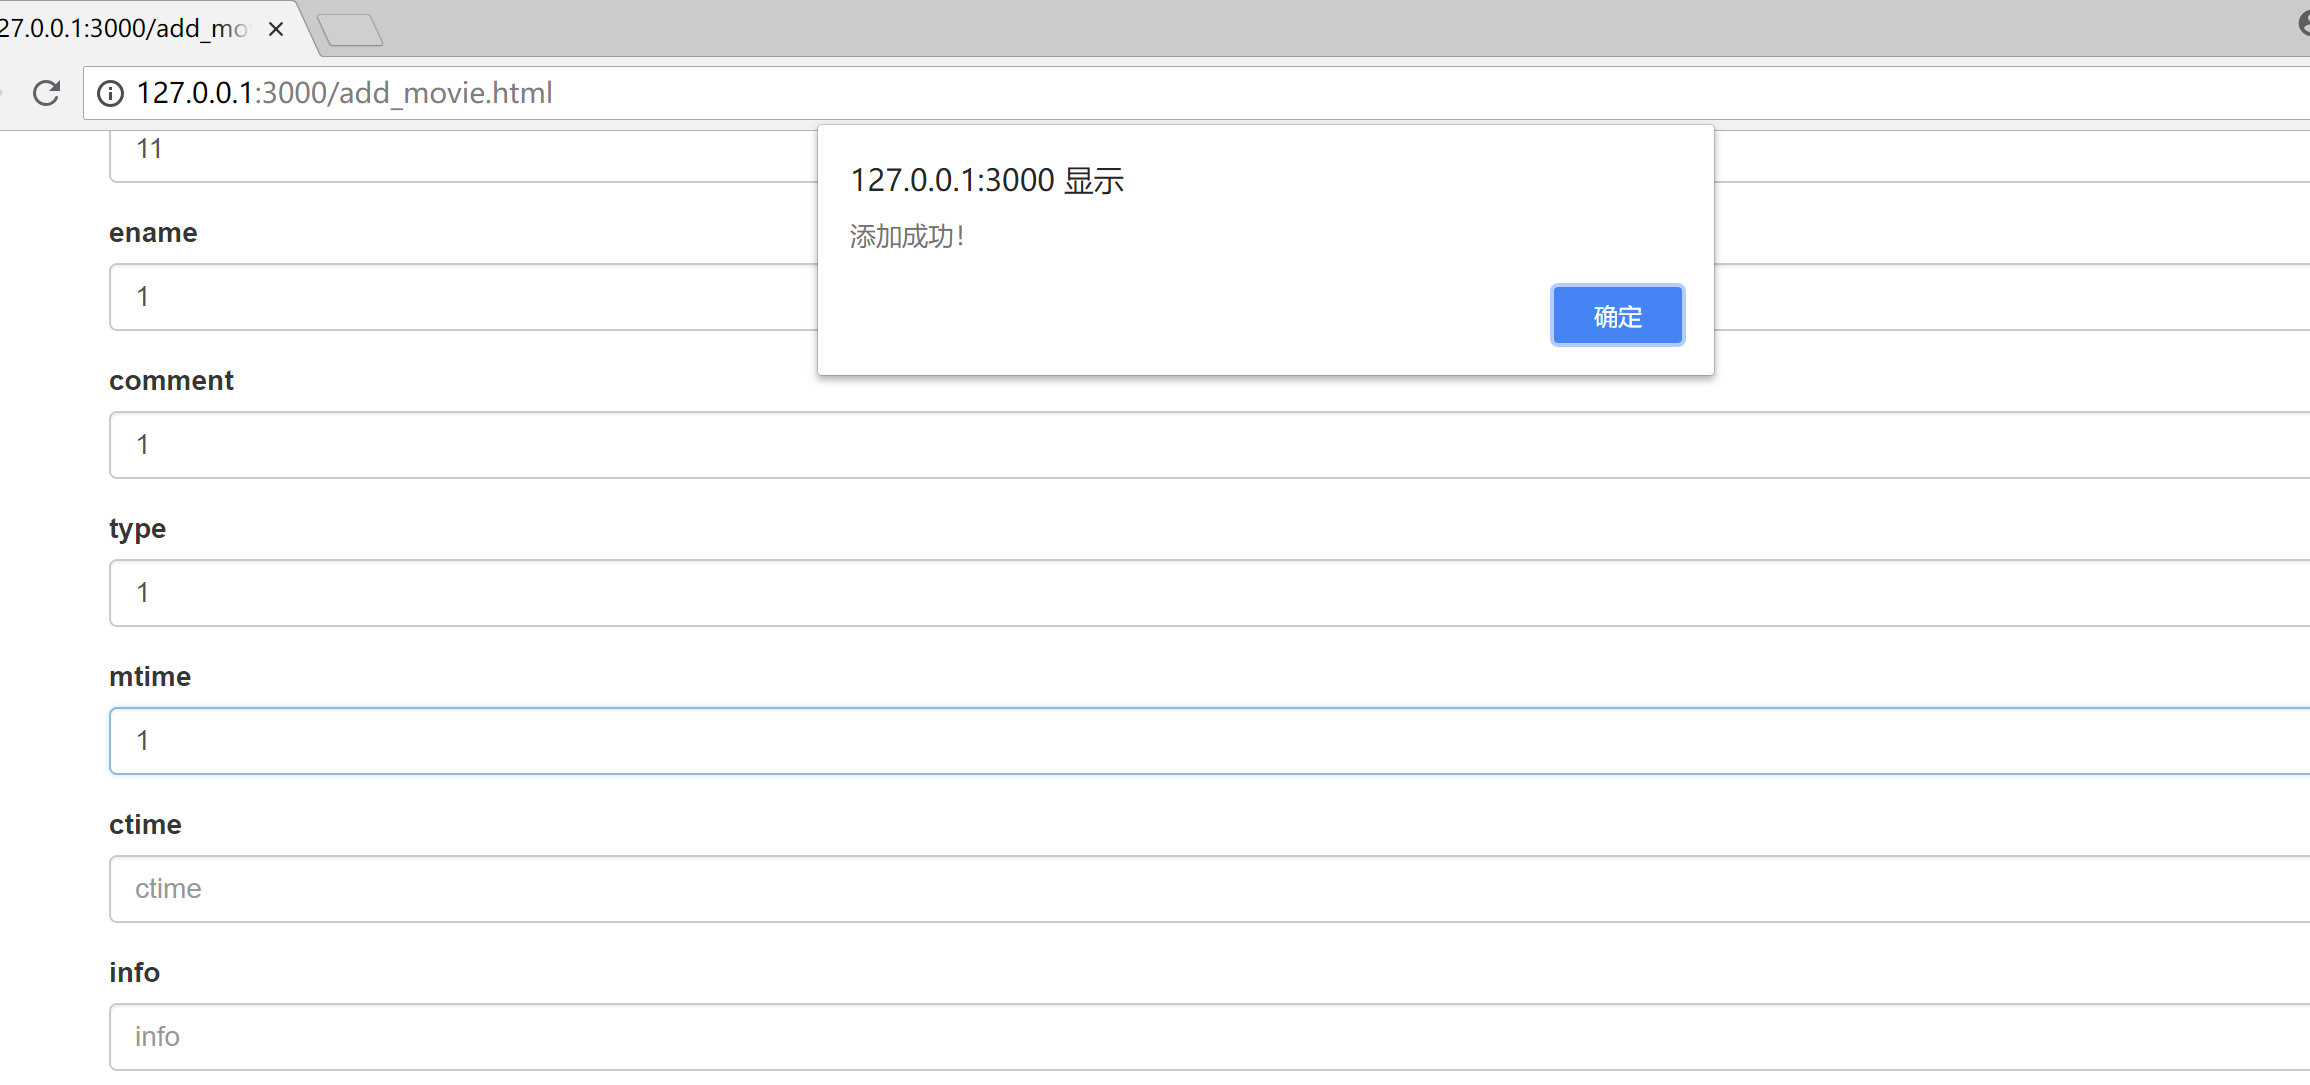 27.0.0.1:3000/add_mo
127.0.0.1:3000/add_movie.html
11
127.0.0.1:3000 显示
添加成功！
确定
ename
1
comment
1
type
1
mtime
1
ctime
ctime
info
info